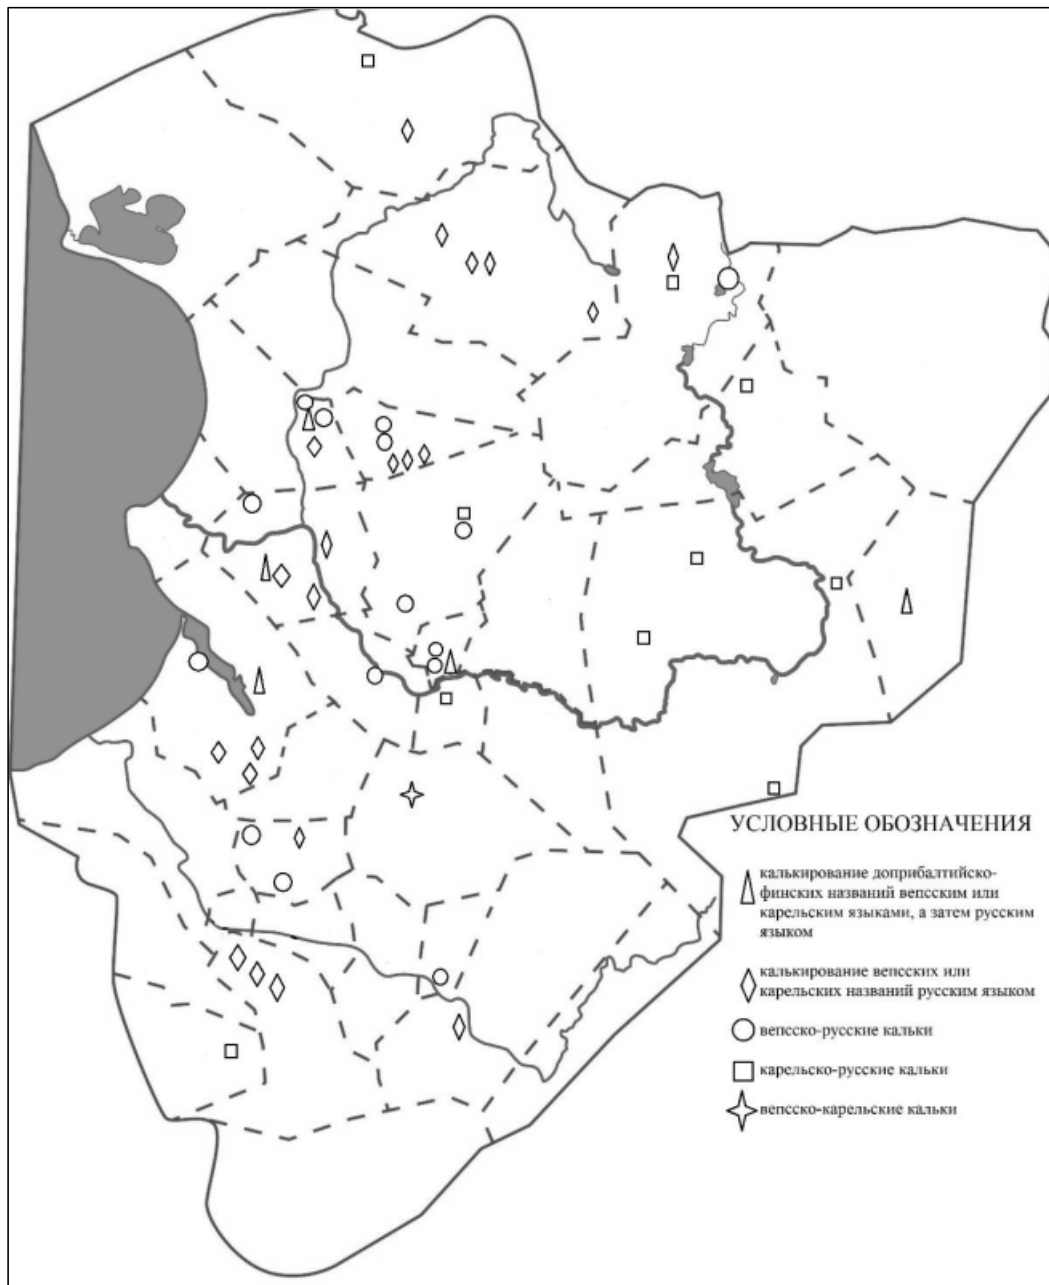 УСЛОВНЫЕ ОБОЗНАЧЕНИЯ
калькирование доприбалтийско-
финских названий вепсским или
карельским языками, а затем русским
языком
калькирование вепсских или
карельских названий русским языком
вепсско-русские кальки
карельско-русские кальки
вепсско-карельские кальки